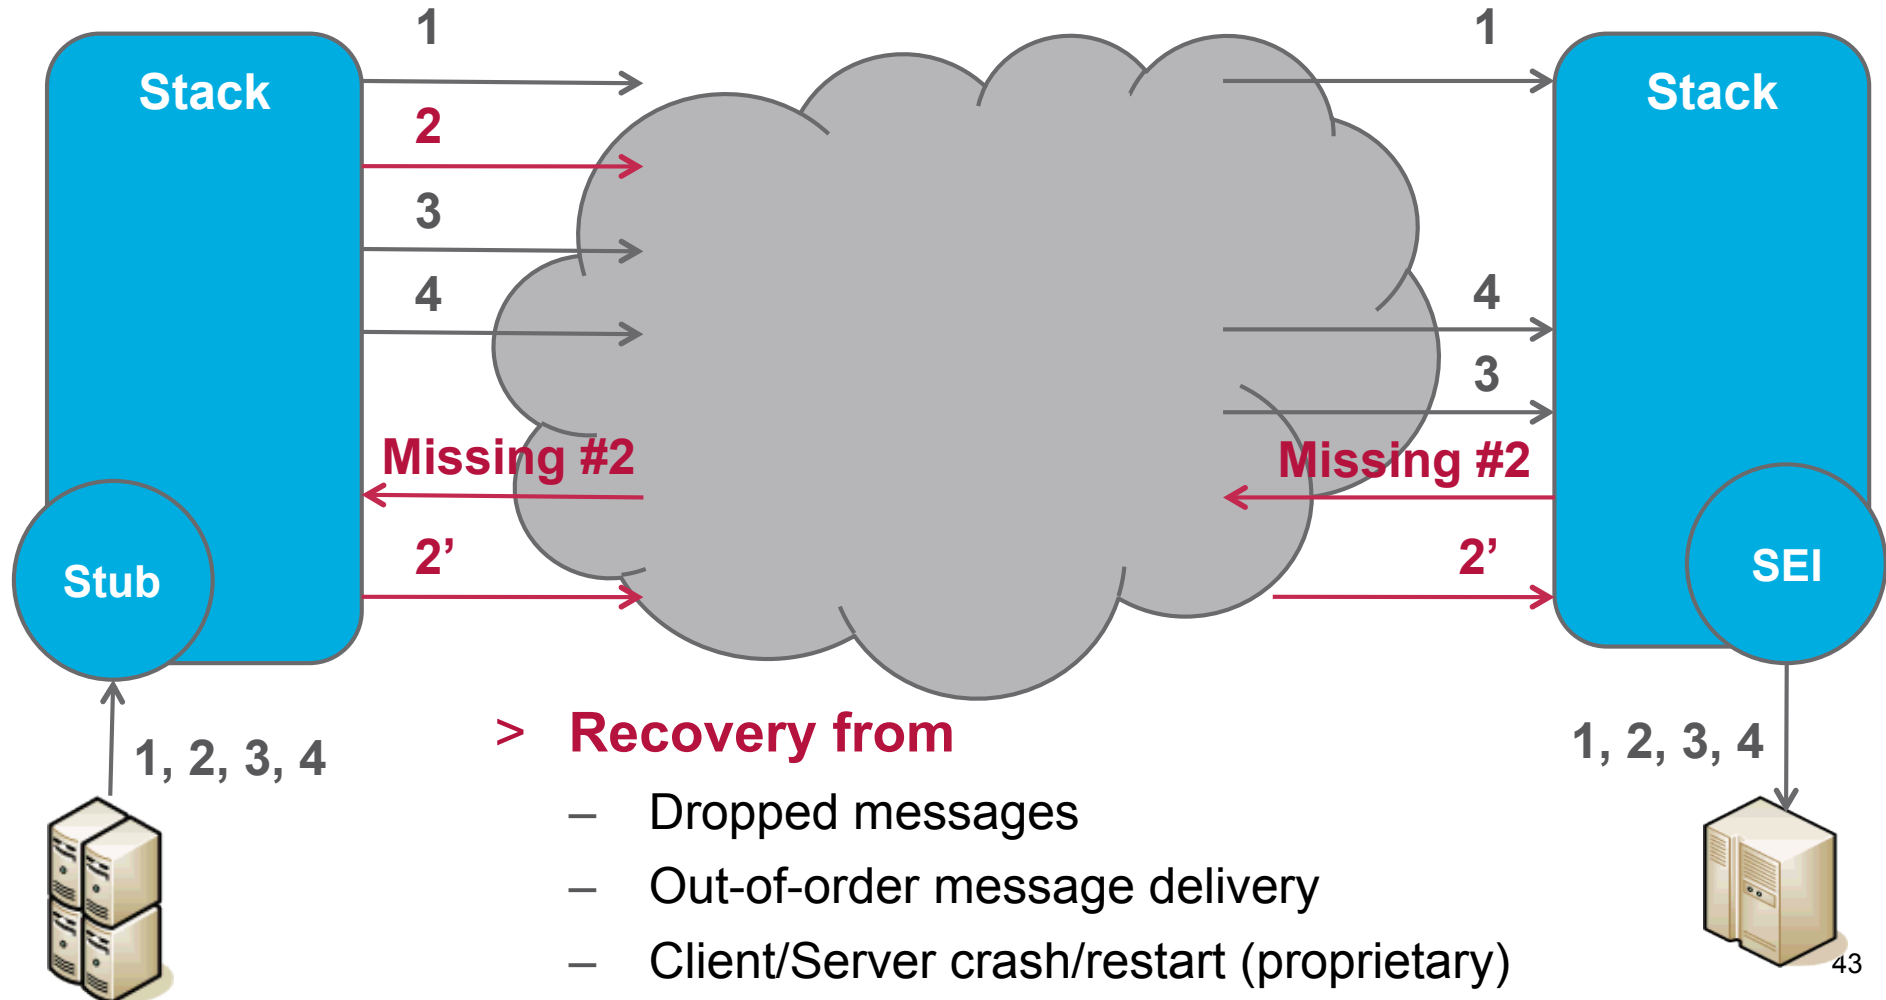 1
1
Stack
Stack
2
3
4
4
3
Missing #2
Missing #2
2’
2’
Stub
SEI
> Recovery from
1, 2, 3, 4
1, 2, 3, 4
– Dropped messages
– Out-of-order message delivery
– Client/Server crash/restart (proprietary)
43